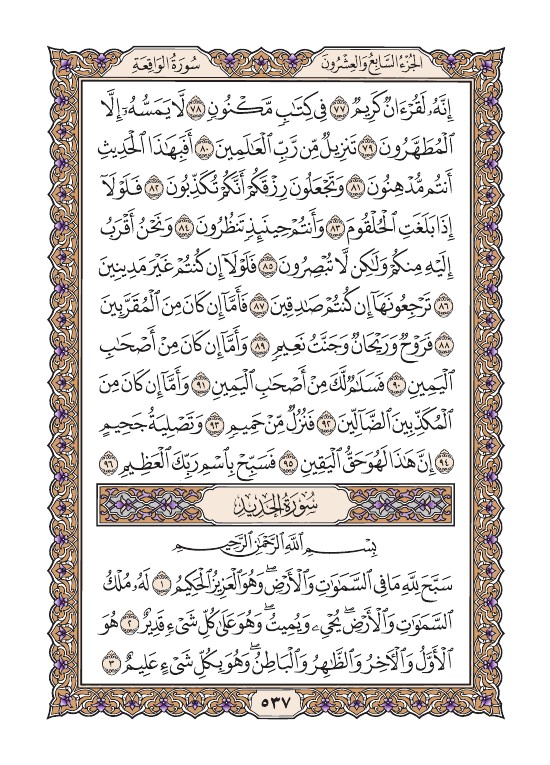 الجزء السابع والعشرون
سورة الواقعة
إِنَّهُۥ لَقُرْءَانٌ كَرِيمٌ ٧٧ فِي كِتَٰبٍ مَّكْنُونٍ ٧٨ لَّا يَمَسُّهُۥٓ إِلَّا
ٱلْمُطَهَّرُونَ ٧٩ تَنزِيلٌ مِّن رَّبِّ ٱلْعَٰلَمِينَ ٨٠ أَفَبِهَٰذَا ٱلْحَدِيثِ
أَنتُم مُّدْهِنُونَ ٨١ وَتَجْعَلُونَ رِزْقَكُمْ أَنَّكُمْ تُكَذِّبُونَ ٨٢ فَلَوْلَآ
إِذَا بَلَغَتِ ٱلْحُلْقُومَ ٨٣ وَأَنتُمْ حِينَئِذٍ تَنظُرُونَ ٨٤ وَنَحْنُ أَقْرَبُ
إِلَيْهِ مِنكُمْ وَلَٰكِن لَّا تُبْصِرُونَ ٨٥ فَلَوْلَآ إِن كُنتُمْ غَيْرَ مَدِينِينَ
٨٦ تَرْجِعُونَهَآ إِن كُنتُمْ صَٰدِقِينَ ٨٧ فَأَمَّآ إِن كَانَ مِنَ ٱلْمُقَرَّبِينَ
٨٨ فَرَوْحٌ وَرَيْحَانٌ وَجَنَّتُ نَعِيمٍ ٨٩ وَأَمَّآ إِن كَانَ مِنْ أَصْحَٰبِ
ٱلْيَمِينِ ٩٠ فَسَلَٰمٌ لَّكَ مِنْ أَصْحَٰبِ ٱلْيَمِينِ ٩١ وَأَمَّآ إِن كَانَ مِنَ
ٱلْمُكَذِّبِينَ ٱلضَّآلِّينَ ٩٢ فَنُزُلٌ مِّنْ حَمِيمٍ ٩٣ وَتَصْلِيَةُ جَحِيمٍ
٩٤ إِنَّ هَٰذَا لَهُوَ حَقُّ ٱلْيَقِينِ ٩٥ فَسَبِّحْ بِٱسْمِ رَبِّكَ ٱلْعَظِيمِ ٩٦
سورة الحديد
بِسْمِ ٱللَّهِ ٱلرَّحْمَٰنِ ٱلرَّحِيمِ
سَبَّحَ لِلَّهِ مَا فِي ٱلسَّمَٰوَٰتِ وَٱلْأَرْضِۖ وَهُوَ ٱلْعَزِيزُ ٱلْحَكِيمُ ١ لَهُۥ مُلْكُ
ٱلسَّمَٰوَٰتِ وَٱلْأَرْضِۖ يُحْيِۦ وَيُمِيتُۖ وَهُوَ عَلَىٰ كُلِّ شَيْءٍ قَدِيرٌ ٢ هُوَ
ٱلْأَوَّلُ وَٱلْأٓخِرُ وَٱلظَّٰهِرُ وَٱلْبَاطِنُۖ وَهُوَ بِكُلِّ شَيْءٍ عَلِيمٌ ٣
٥٣٧